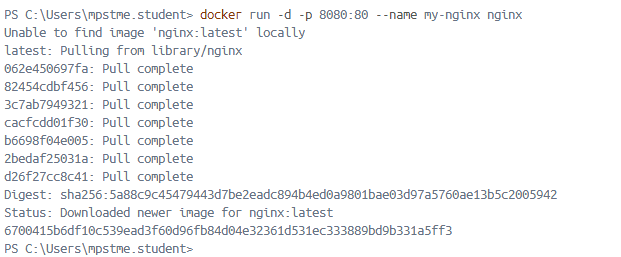 PS C:\Users\mpstme.student> docker run -d -p 8080:80 --name my-nginx nginx
Unable to find image 'nginx:latest' locally
latest: Pulling from library/nginx
062e450697fa: Pull complete
82454cdbf456: Pull complete
3c7ab7949321: Pull complete
cacfcdd01f30: Pull complete
b6698f04e005: Pull complete
2bedaf25031a: Pull complete
d26f27cc8c41: Pull complete
Digest: sha256:5a88c9c45479443d7be2eadc894b4ed0a9801bae03d97a5760ae13b5c2005942
Status: Downloaded newer image for nginx:latest
6700415b6df10c539ead3f60d96fb84d04e32361d531ec333889bd9b331a5ff3
PS C:\Users\mpstme.student>